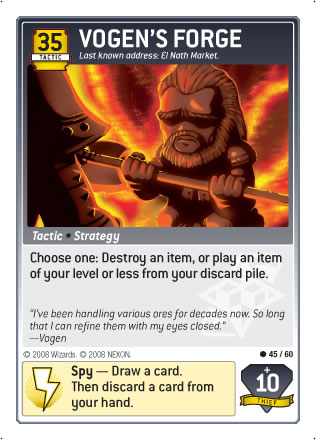 35
TACTIC
VOGEN'S FORGE
Last known address: El Nath Market.
Tactic • Strategy
Choose one: Destroy an item, or play an item
of your level or less from your discard pile.
"I've been handling various ores for decades now. So long
that I can refine them with my eyes closed."
—Vogen
© 2008 Wizards. © 2008 NEXON.
● 45 / 60
Spy — Draw a card.
Then discard a card from
your hand.
+
10
THIEF